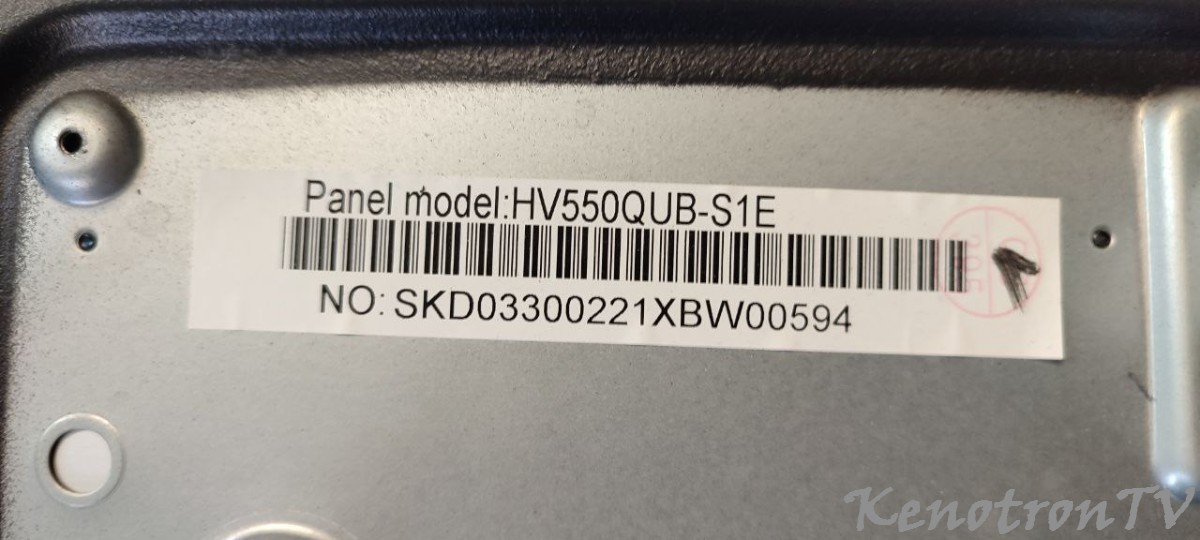 Panel model:HV550QUB-S1E
NO: SKD03300221XBW00594
KenotronTV